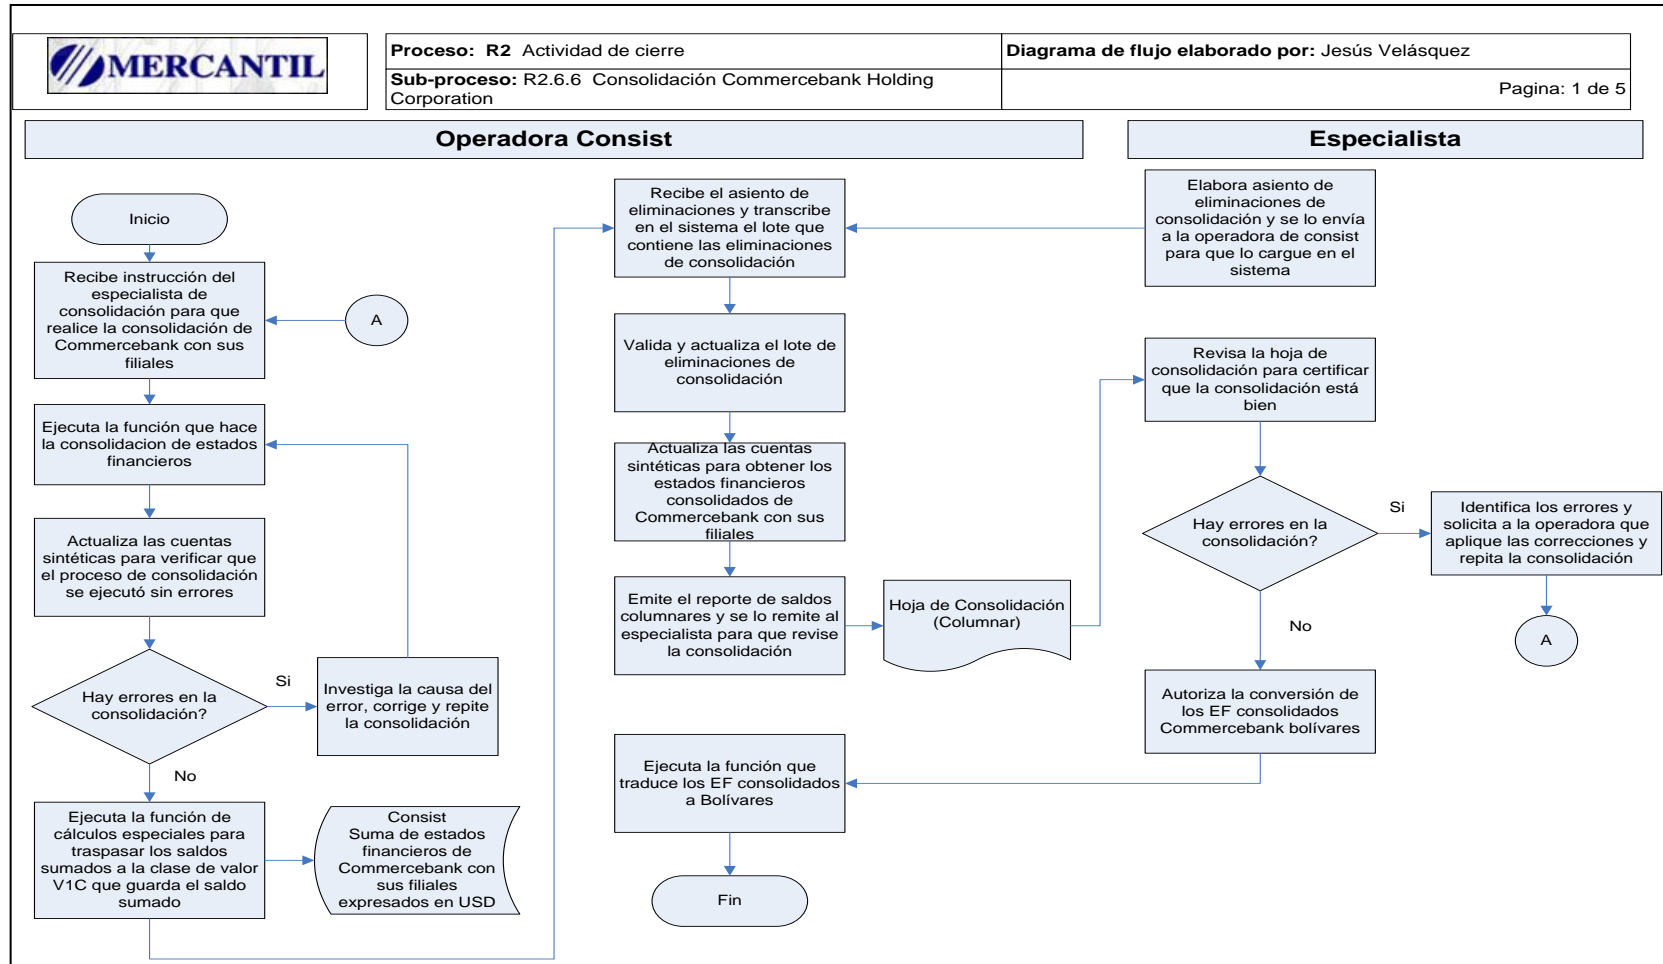 MERCANTIL
Proceso: R2 Actividad de cierre
Diagrama de flujo elaborado por: Jesús Velásquez
Sub-proceso: R2.6.6 Consolidación Commercebank Holding
Corporation
Pagina: 1 de 5
Operadora Consist
Especialista
Inicio
Recibe instrucción del
especialista de
consolidación para que
realice la consolidación de
Commercebank con sus
filiales
A
Ejecuta la función que hace
la consolidacion de estados
financieros
Actualiza las cuentas
sintéticas para verificar que
el proceso de consolidación
se ejecutó sin errores
Hay errores en la
consolidación?
Si
Investiga la causa del
error, corrige y repite
la consolidación
No
Ejecuta la función de
cálculos especiales para
traspasar los saldos
sumados a la clase de valor
V1C que guarda el saldo
sumado
Consist
Suma de estados
financieros de
Commercebank con
sus filiales
expresados en USD
Recibe el asiento de
eliminaciones y transcribe
en el sistema el lote que
contiene las eliminaciones
de consolidación
Valida y actualiza el lote de
eliminaciones de
consolidación
Actualiza las cuentas
sintéticas para obtener los
estados financieros
consolidados de
Commercebank con sus
filiales
Emite el reporte de saldos
columnares y se lo remite al
especialista para que revise
la consolidación
Hoja de Consolidación
(Columnar)
Ejecuta la función que
traduce los EF consolidados
a Bolívares
Fin
Elabora asiento de
eliminaciones de
consolidación y se lo envía
a la operadora de consist
para que lo cargue en el
sistema
Revisa la hoja de
consolidación para certificar
que la consolidación está
bien
Hay errores en la
consolidación?
Si
Identifica los errores y
solicita a la operadora que
aplique las correcciones y
repita la consolidación
A
No
Autoriza la conversión de
los EF consolidados
Commercebank bolívares